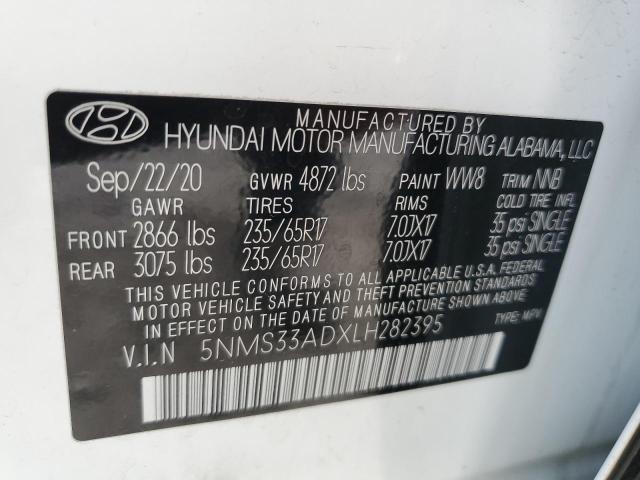 MANUFACTURED BY
HYUNDAI MOTOR MANUFACTURING ALABAMA, LLC
Sep/22/20 GVWR 4872 lbs PAINT WW8 TRIM NNB
GAWR TIRES RIMS COLD TIRE INFL
FRONT 2866 lbs 235/65R17 7.0JX17 35 psi SINGLE
REAR 3075 lbs 235/65R17 7.0JX17 35 psi SINGLE
THIS VEHICLE CONFORMS TO ALL APPLICABLE U.S.A. FEDERAL
MOTOR VEHICLE SAFETY AND THEFT PREVENTION STANDARDS
IN EFFECT ON THE DATE OF MANUFACTURE SHOWN ABOVE.
V.I.N 5NMS33ADXLH282395 TYPE: MPV